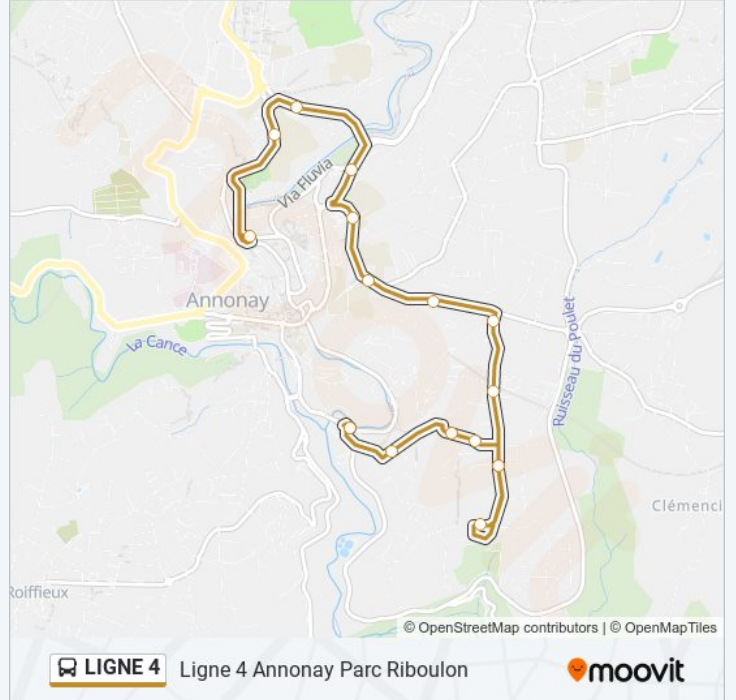 Via Fluvia
Annonay
La Cance
Ruisseau du Poulet
Clémenci
Roiffieux
© OpenStreetMap contributors | © OpenMapTiles
LIGNE 4
Ligne 4 Annonay Parc Riboulon
moovit